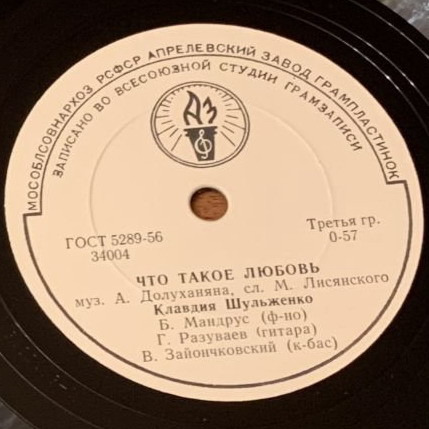 МОСОБЛСОВНАРХОЗ РСФСР АПРЕЛЕВСКИЙ ЗАВОД ГРАМПЛАСТИНОК
ЗАПИСАНО ВО ВСЕСОЮЗНОЙ СТУДИИ ГРАМЗАПИСИ
АЗ
ГОСТ 5289-56
34004
Третья гр.
0-57
ЧТО ТАКОЕ ЛЮБОВЬ
муз. А. Долуханяна, сл. М. Лисянского
Клавдия Шульженко
Б. Мандрус (ф-но)
Г. Разуваев (гитара)
В. Зайончковский (к-бас)